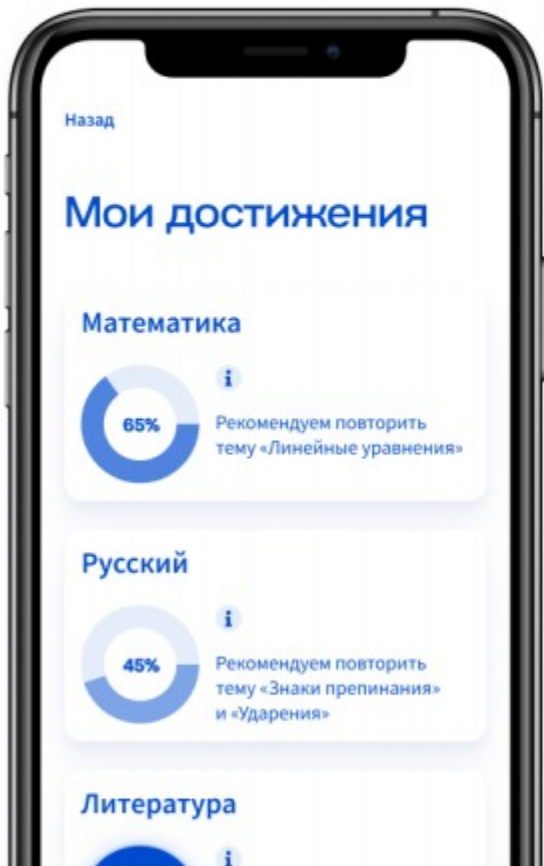 Назад
Мои достижения
Математика
i
65%
Рекомендуем повторить
тему «Линейные уравнения»
Русский
i
45%
Рекомендуем повторить
тему «Знаки препинания»
и «Ударения»
Литература
i